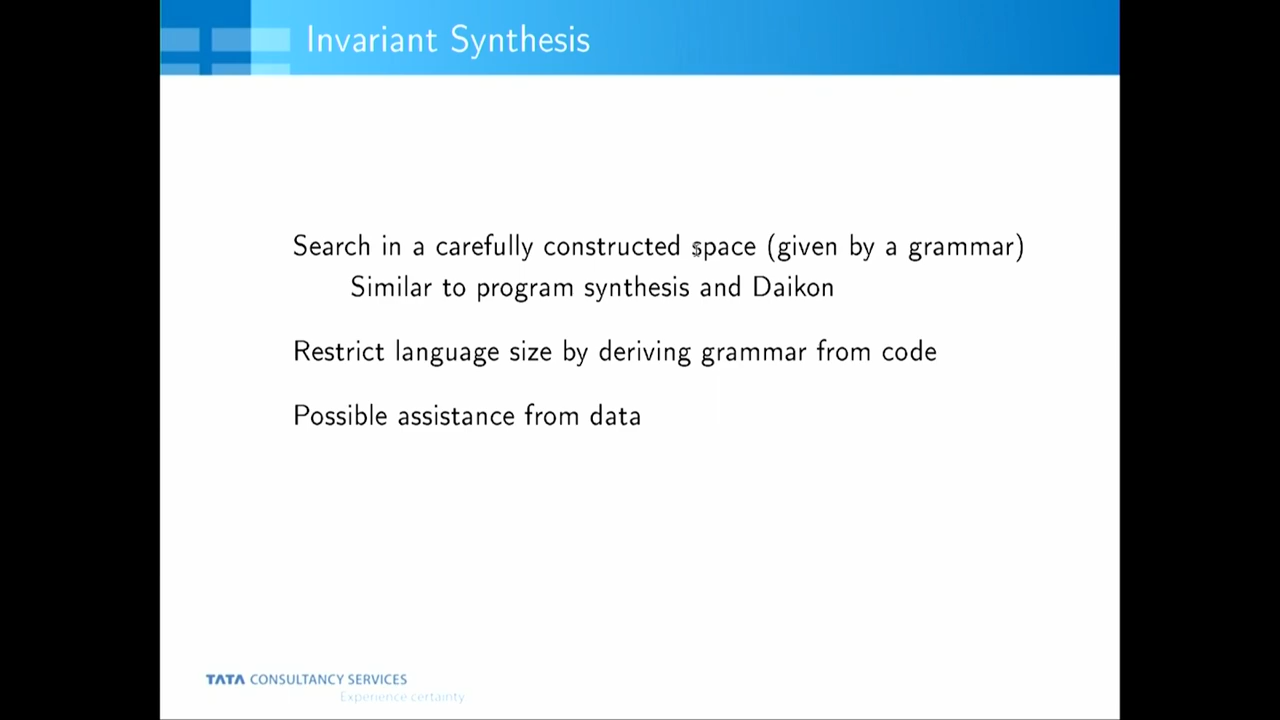 Invariant Synthesis
Search in a carefully constructed space (given by a grammar)
Similar to program synthesis and Daikon
Restrict language size by deriving grammar from code
Possible assistance from data
TATA CONSULTANCY SERVICES
Experience certainty